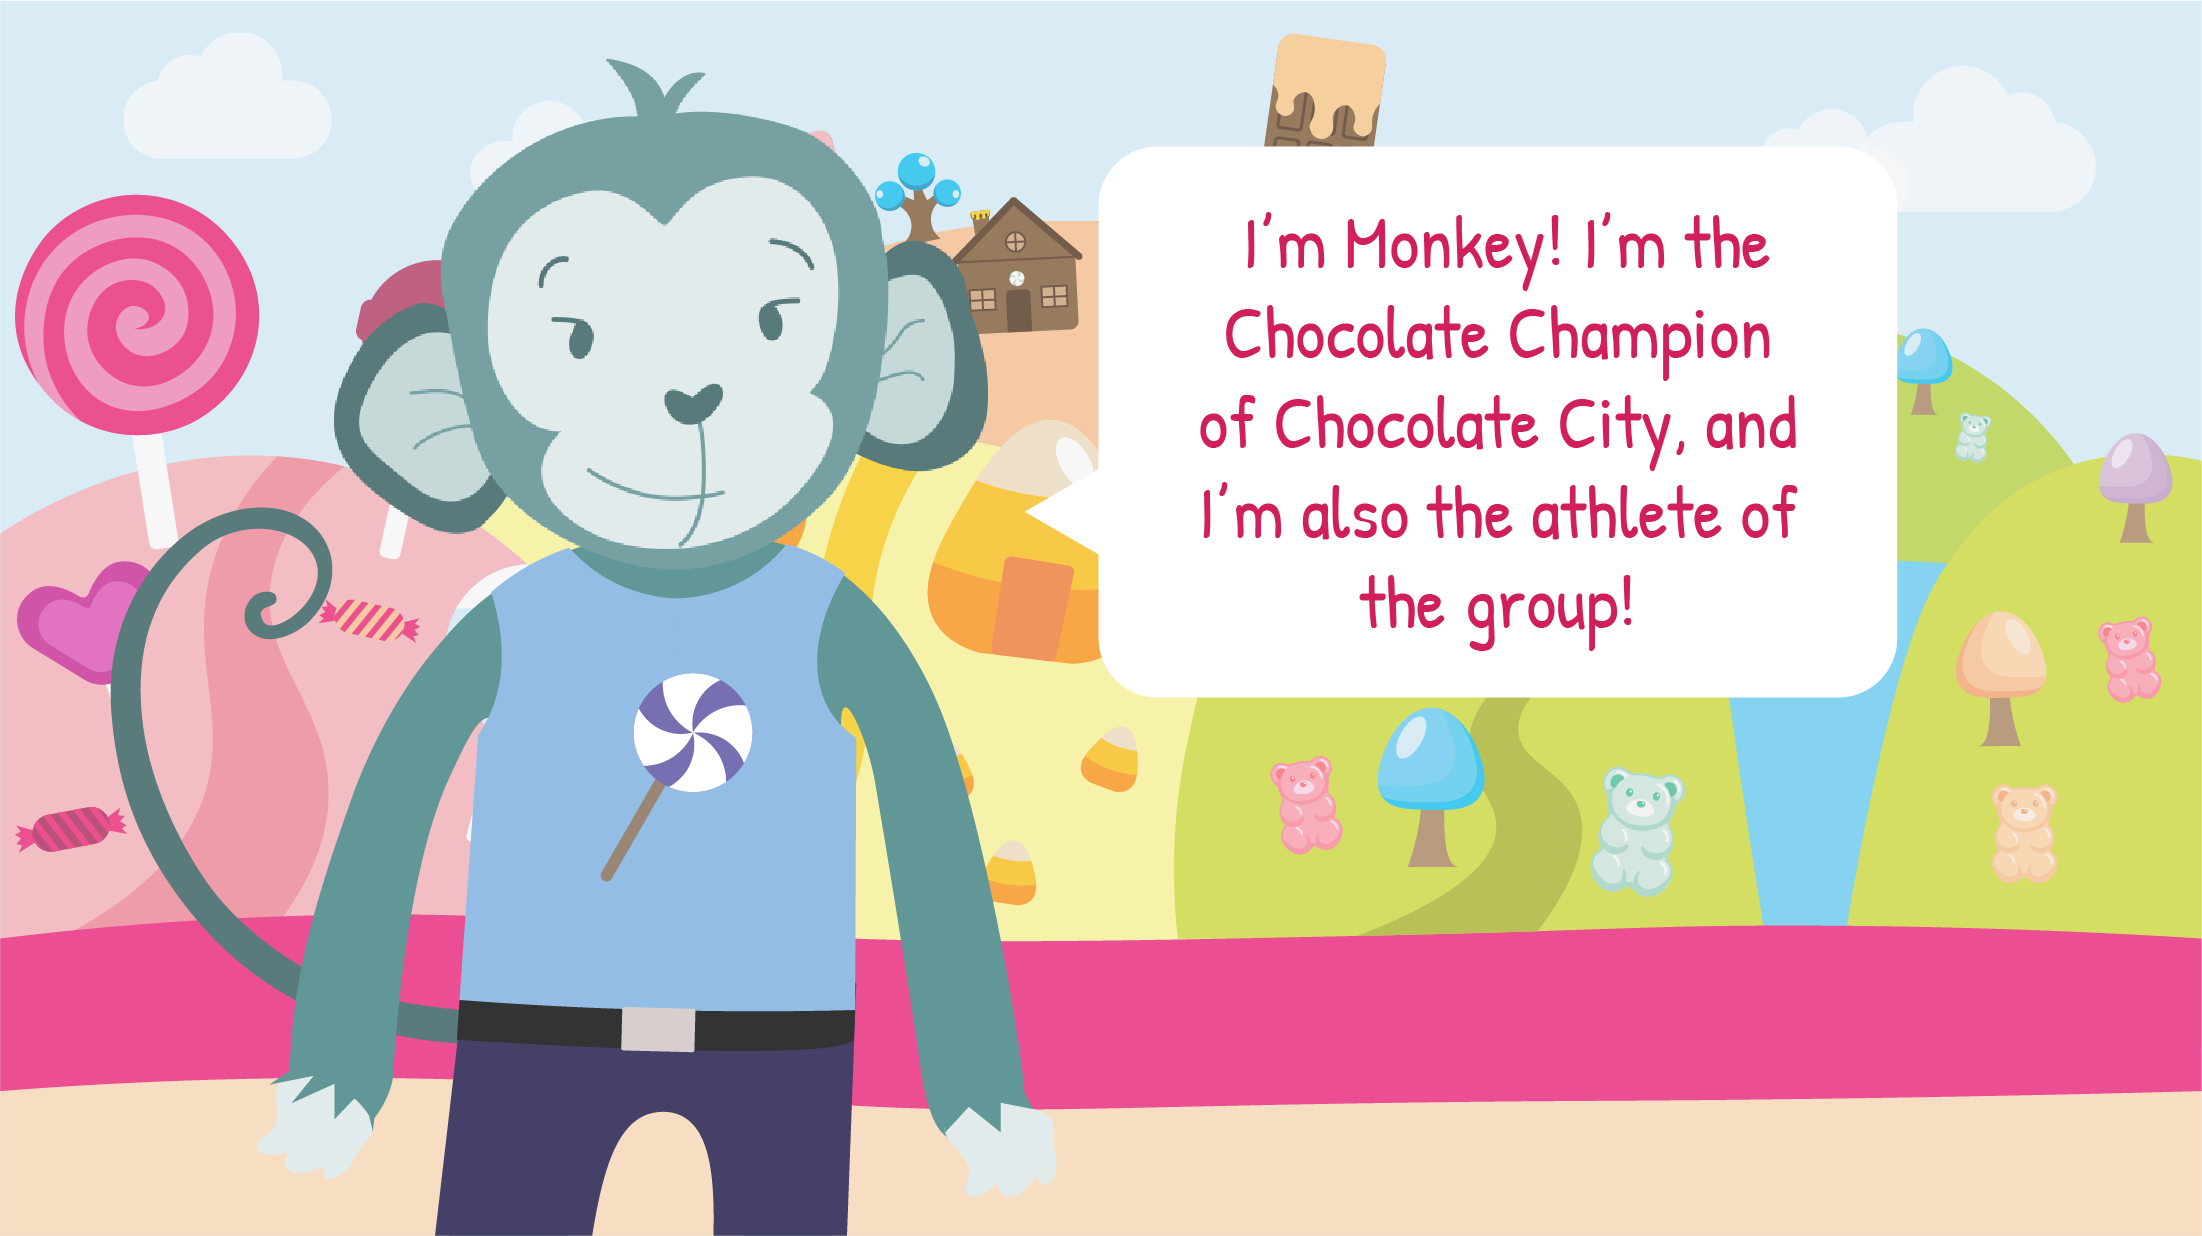 I'm Monkey! I'm the
Chocolate Champion
of Chocolate City, and
I'm also the athlete of
the group!